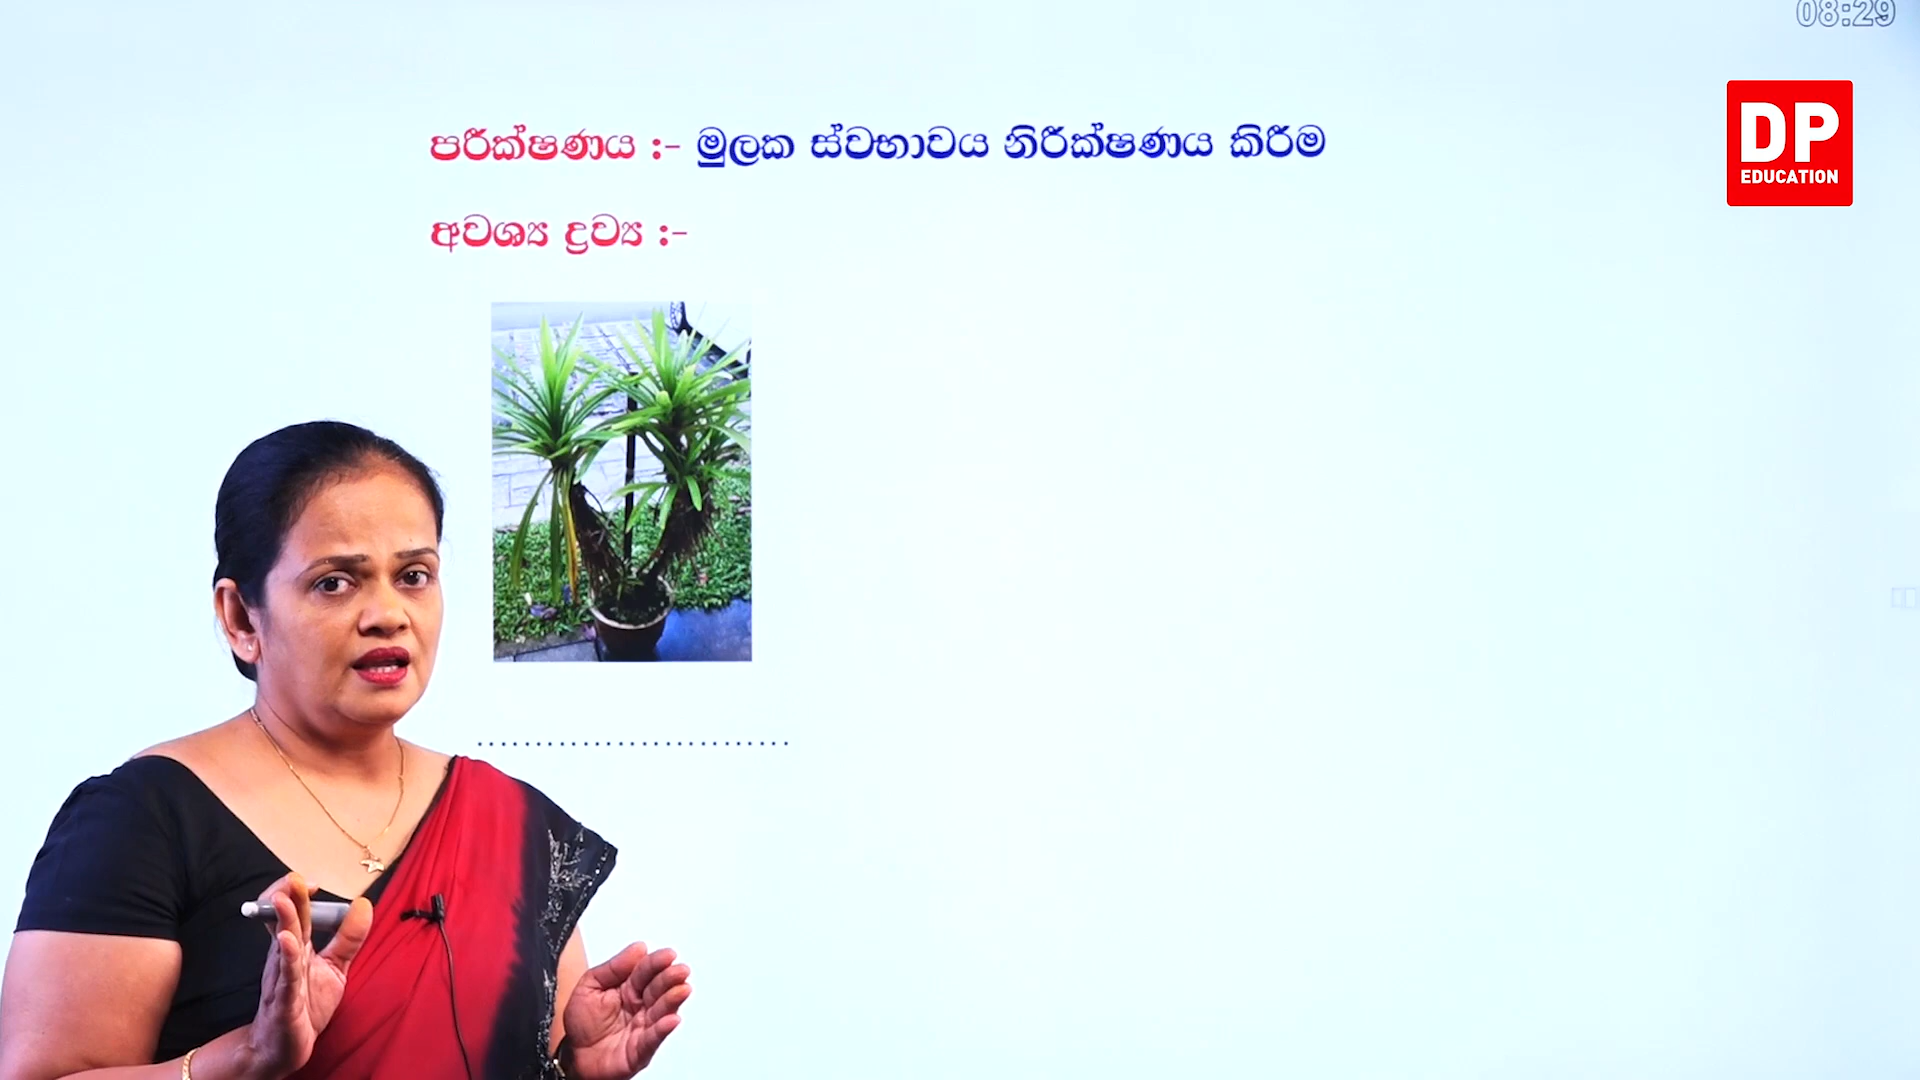 08:29
DP
EDUCATION
පරීක්ෂණය :- මූලක ස්වභාවය නිරීක්ෂණය කිරීම
අවශ්‍ය ද්‍රව්‍ය :-
..........................